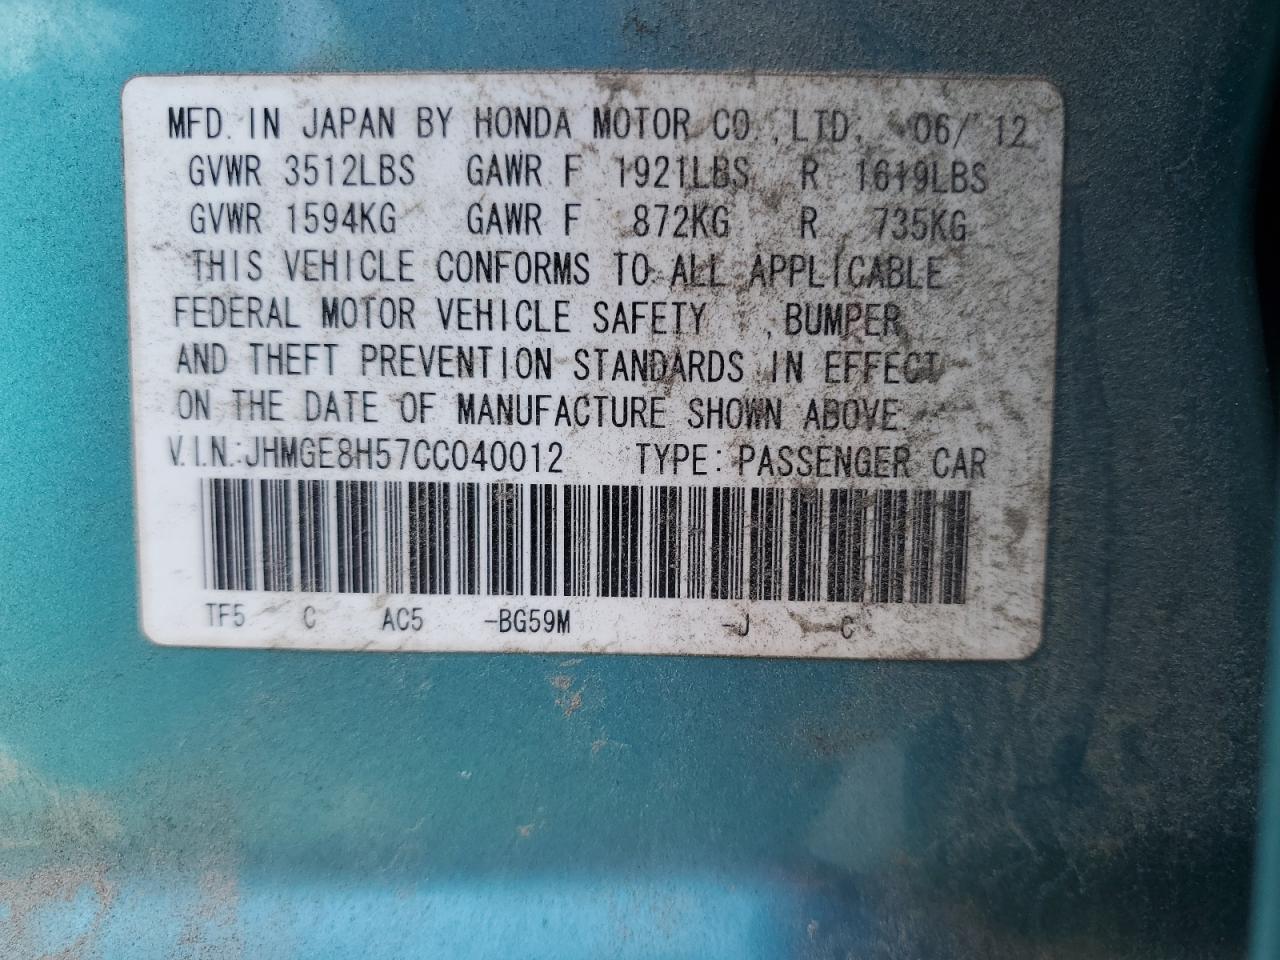 MFD. IN JAPAN BY HONDA MOTOR CO.,LTD. 06/ 12
GVWR 3512LBS GAWR F 1921LBS R 1619LBS
GVWR 1594KG GAWR F 872KG R 735KG
THIS VEHICLE CONFORMS TO ALL APPLICABLE
FEDERAL MOTOR VEHICLE SAFETY ,BUMPER
AND THEFT PREVENTION STANDARDS IN EFFECT
ON THE DATE OF MANUFACTURE SHOWN ABOVE.
V.I.N.:JHMGE8H57CC040012 TYPE:PASSENGER CAR
TF5 C AC5 -BG59M -J C